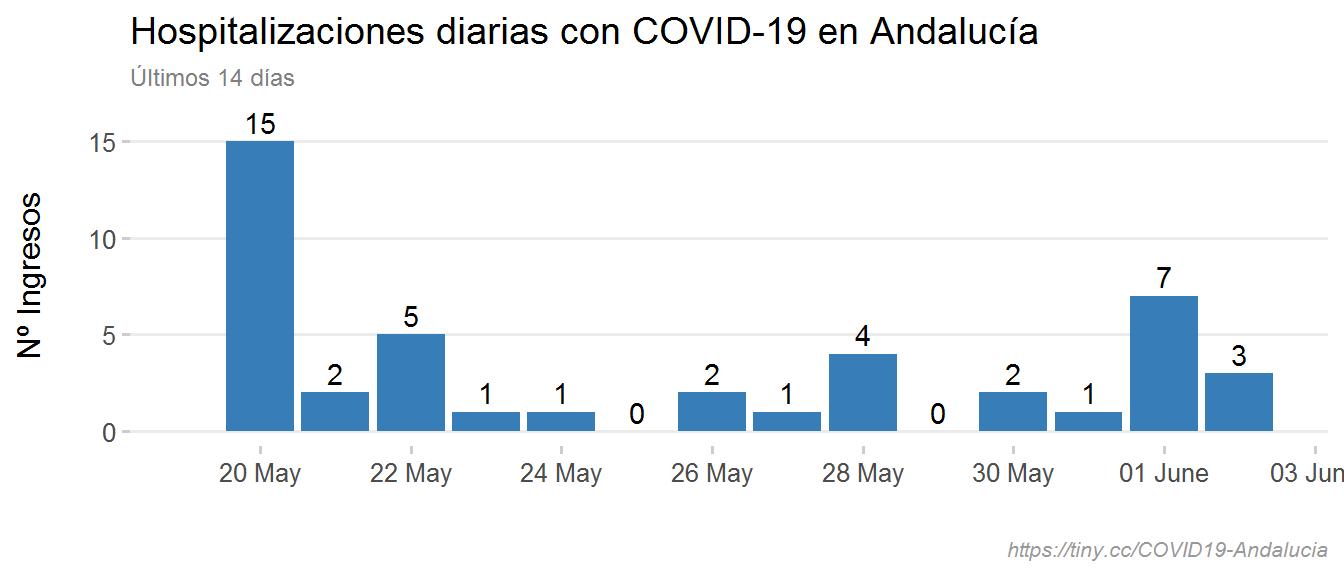 Hospitalizaciones diarias con COVID-19 en Andalucía
Últimos 14 días
Nº Ingresos
15
10
5
0
15
2
5
1
1
0
2
1
4
0
2
1
7
3
20 May
22 May
24 May
26 May
28 May
30 May
01 June
03 Jun
https://tiny.cc/COVID19-Andalucia